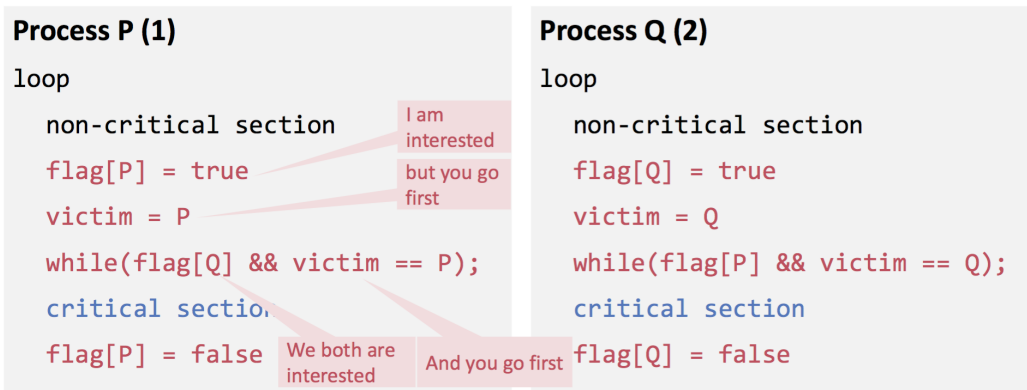 Process P (1)
loop
non-critical section
I am
interested
flag[P] = true
but you go
first
victim = P
while(flag[Q] && victim == P);
critical section
We both are
interested
And you go first
flag[P] = false
Process Q (2)
loop
non-critical section
flag[Q] = true
victim = Q
while(flag[P] && victim == Q);
critical section
flag[Q] = false